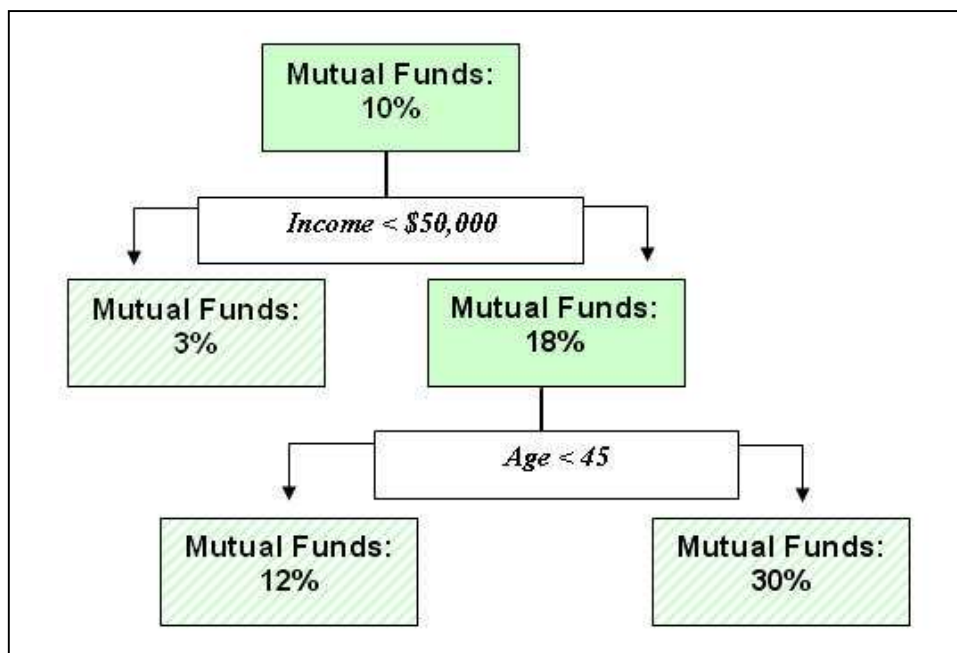 Mutual Funds:
10%
Income < $50,000
Mutual Funds:
3%
Mutual Funds:
18%
Age < 45
Mutual Funds:
12%
Mutual Funds:
30%